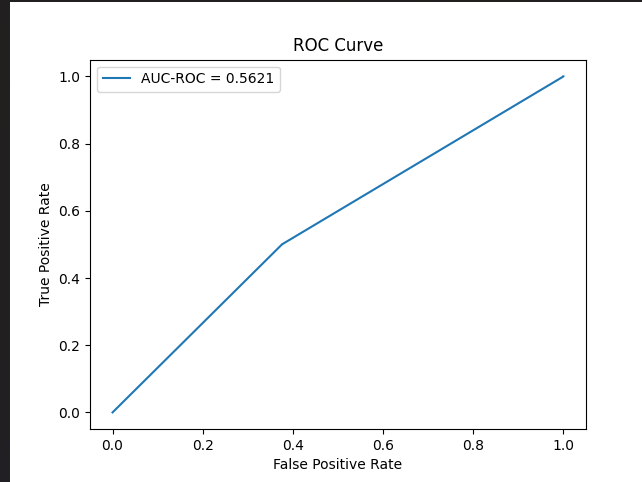 ROC Curve
AUC-ROC = 0.5621
1.0
0.8
0.6
0.4
0.2
0.0
True Positive Rate
0.0 0.2 0.4 0.6 0.8 1.0
False Positive Rate